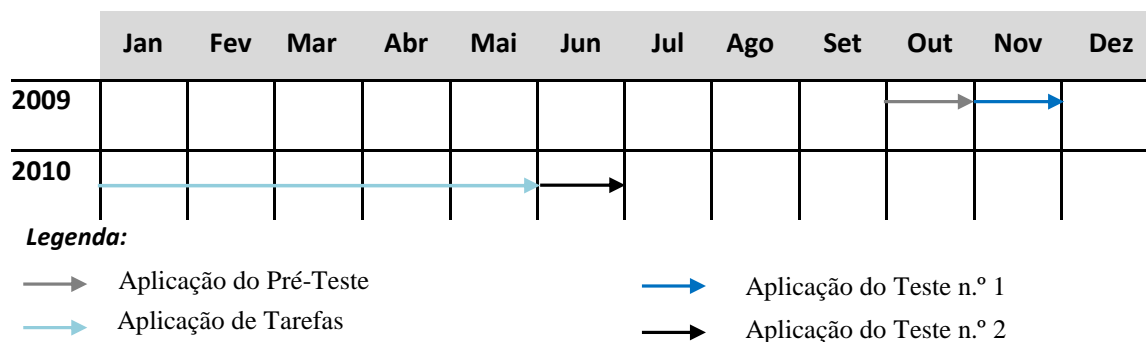 Jan Fev Mar Abr Mai Jun Jul Ago Set Out Nov Dez
2009
2010
Legenda:
Aplicação do Pré-Teste
Aplicação do Teste n.º 1
Aplicação de Tarefas
Aplicação do Teste n.º 2